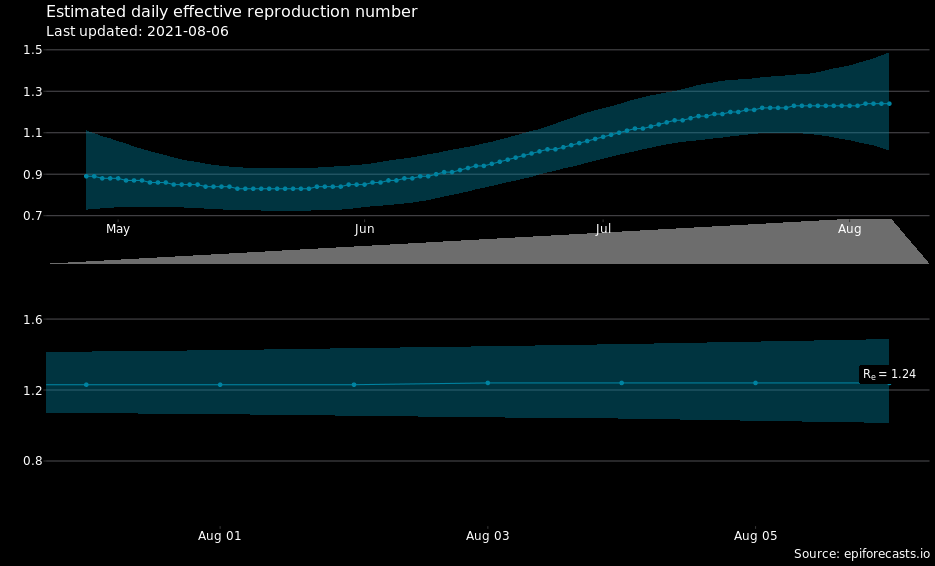 Estimated daily effective reproduction number
Last updated: 2021-08-06
1.5
1.3
1.1
0.9
0.7
May Jun Jul Aug
1.6
1.2
0.8
Re = 1.24
Aug 01 Aug 03 Aug 05
Source: epiforecasts.io